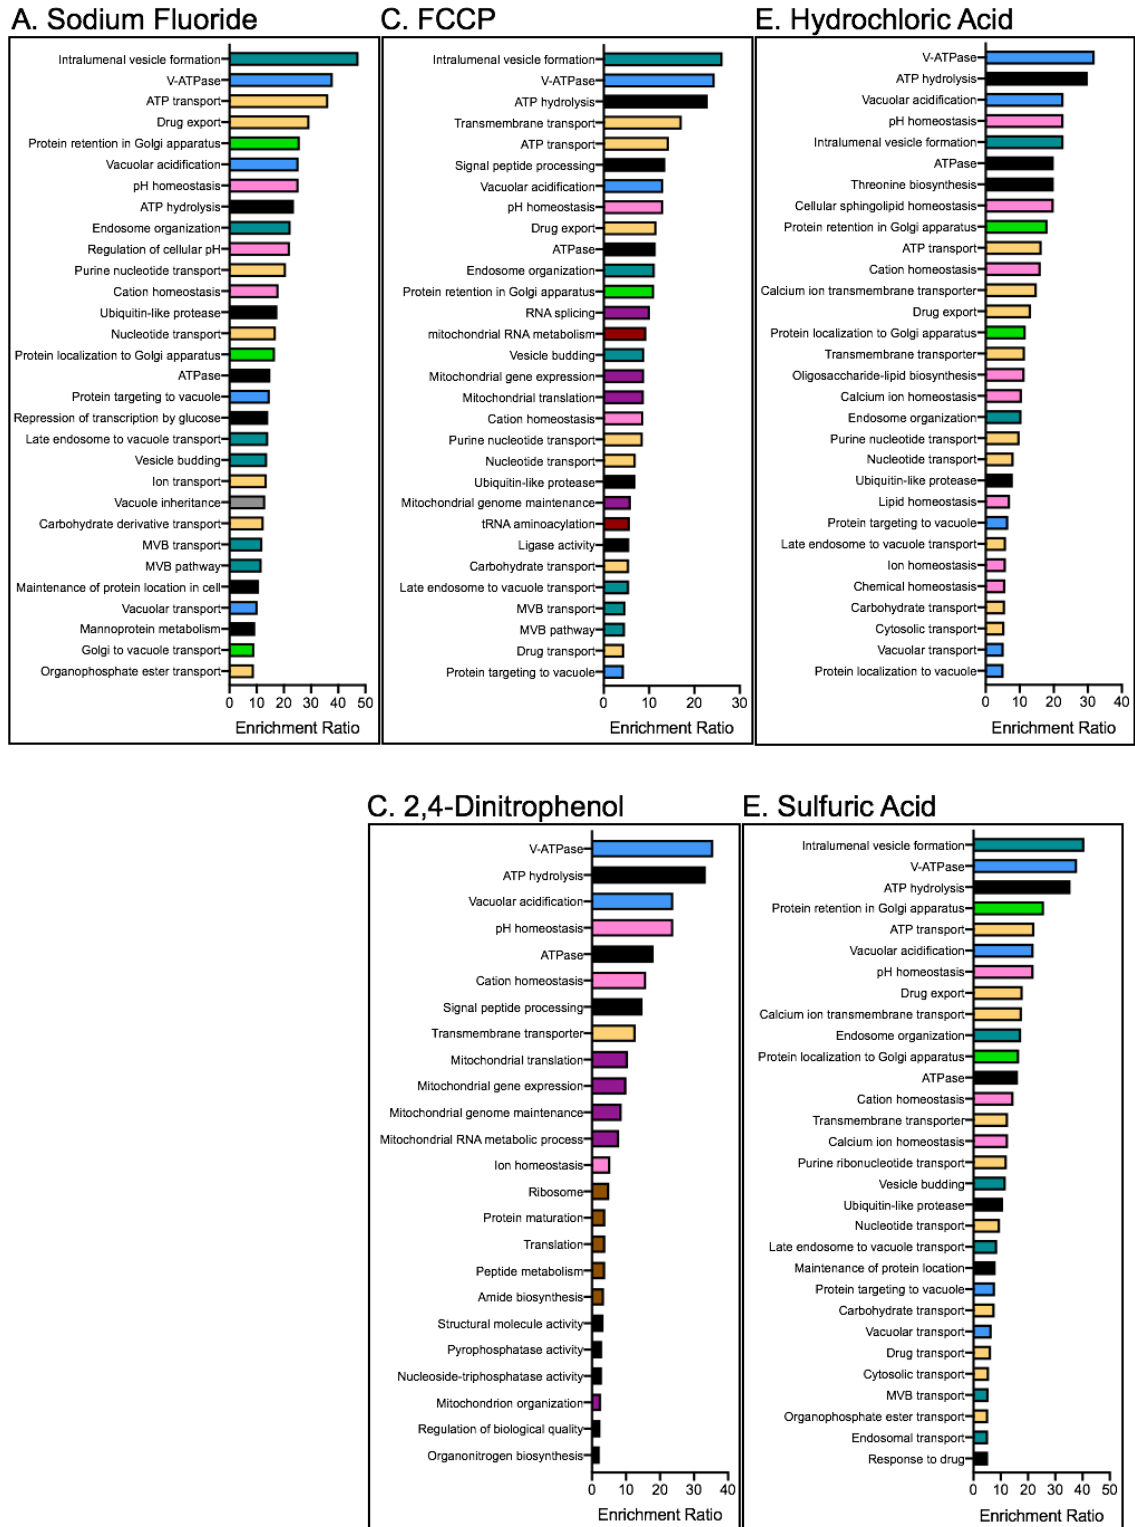 A. Sodium Fluoride
Intralumenal vesicle formation
V-ATPase
ATP transport
Drug export
Protein retention in Golgi apparatus
Vacuolar acidification
pH homeostasis
ATP hydrolysis
Endosome organization
Regulation of cellular pH
Purine nucleotide transport
Cation homeostasis
Ubiquitin-like protease
Nucleotide transport
Protein localization to Golgi apparatus
ATPase
Protein targeting to vacuole
Repression of transcription by glucose
Late endosome to vacuole transport
Vesicle budding
Ion transport
Vacuole inheritance
Carbohydrate derivative transport
MVB transport
MVB pathway
Maintenance of protein location in cell
Vacuolar transport
Mannoprotein metabolism
Golgi to vacuole transport
Organophosphate ester transport
0 10 20 30 40 50
Enrichment Ratio
C. FCCP
Intralumenal vesicle formation
V-ATPase
ATP hydrolysis
Transmembrane transport
ATP transport
Signal peptide processing
Vacuolar acidification
pH homeostasis
Drug export
ATPase
Endosome organization
Protein retention in Golgi apparatus
RNA splicing
mitochondrial RNA metabolism
Vesicle budding
Mitochondrial gene expression
Mitochondrial translation
Cation homeostasis
Purine nucleotide transport
Nucleotide transport
Ubiquitin-like protease
Mitochondrial genome maintenance
tRNA aminoacylation
Ligase activity
Carbohydrate transport
Late endosome to vacuole transport
MVB transport
MVB pathway
Drug transport
Protein targeting to vacuole
0 10 20 30
Enrichment Ratio
E. Hydrochloric Acid
V-ATPase
ATP hydrolysis
Vacuolar acidification
pH homeostasis
Intralumenal vesicle formation
ATPase
Threonine biosynthesis
Cellular sphingolipid homeostasis
Protein retention in Golgi apparatus
ATP transport
Cation homeostasis
Calcium ion transmembrane transporter
Drug export
Protein localization to Golgi apparatus
Transmembrane transporter
Oligosaccharide-lipid biosynthesis
Calcium ion homeostasis
Endosome organization
Purine nucleotide transport
Nucleotide transport
Ubiquitin-like protease
Lipid homeostasis
Protein targeting to vacuole
Late endosome to vacuole transport
Ion homeostasis
Chemical homeostasis
Carbohydrate transport
Cytosolic transport
Vacuolar transport
Protein localization to vacuole
0 10 20 30 40
Enrichment Ratio
C. 2,4-Dinitrophenol
V-ATPase
ATP hydrolysis
Vacuolar acidification
pH homeostasis
ATPase
Cation homeostasis
Signal peptide processing
Transmembrane transporter
Mitochondrial translation
Mitochondrial gene expression
Mitochondrial genome maintenance
Mitochondrial RNA metabolic process
Ion homeostasis
Ribosome
Protein maturation
Translation
Peptide metabolism
Amide biosynthesis
Structural molecule activity
Pyrophosphatase activity
Nucleoside-triphosphatase activity
Mitochondrion organization
Regulation of biological quality
Organonitrogen biosynthesis
0 10 20 30 40
Enrichment Ratio
E. Sulfuric Acid
Intralumenal vesicle formation
V-ATPase
ATP hydrolysis
Protein retention in Golgi apparatus
ATP transport
Vacuolar acidification
pH homeostasis
Drug export
Calcium ion transmembrane transport
Endosome organization
Protein localization to Golgi apparatus
ATPase
Cation homeostasis
Transmembrane transporter
Calcium ion homeostasis
Purine ribonucleotide transport
Vesicle budding
Ubiquitin-like protease
Nucleotide transport
Late endosome to vacuole transport
Maintenance of protein location
Protein targeting to vacuole
Carbohydrate transport
Vacuolar transport
Drug transport
Cytosolic transport
MVB transport
Organophosphate ester transport
Endosomal transport
Response to drug
0 10 20 30 40 50
Enrichment Ratio